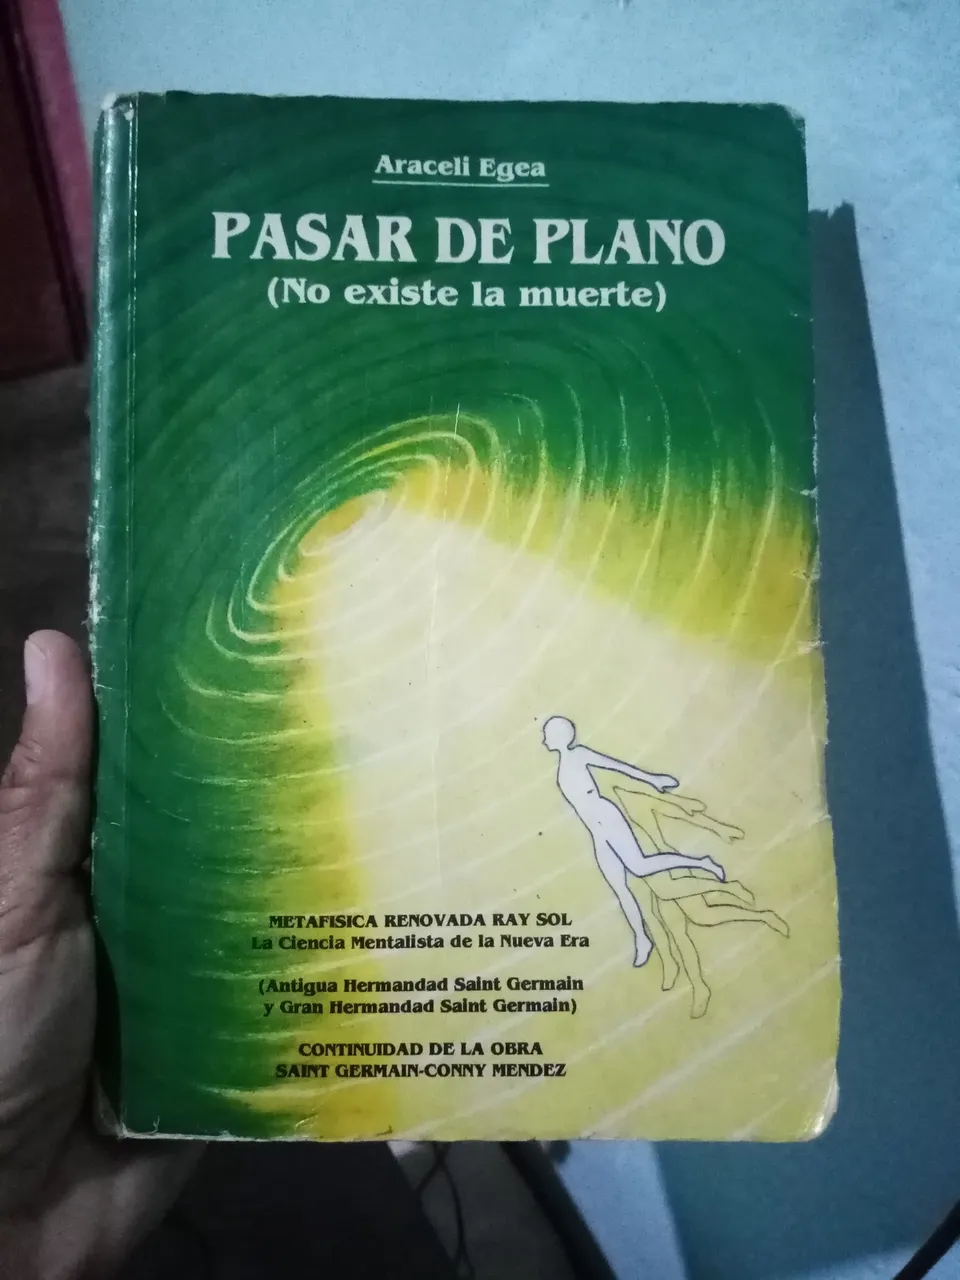 Araceli Egea
PASAR DE PLANO
(No existe la muerte)
METAFISICA RENOVADA RAY SOL
La Ciencia Mentalista de la Nueva Era
(Antigua Hermandad Saint Germain
y Gran Hermandad Saint Germain)
CONTINUIDAD DE LA OBRA
SAINT GERMAIN-CONNY MENDEZ